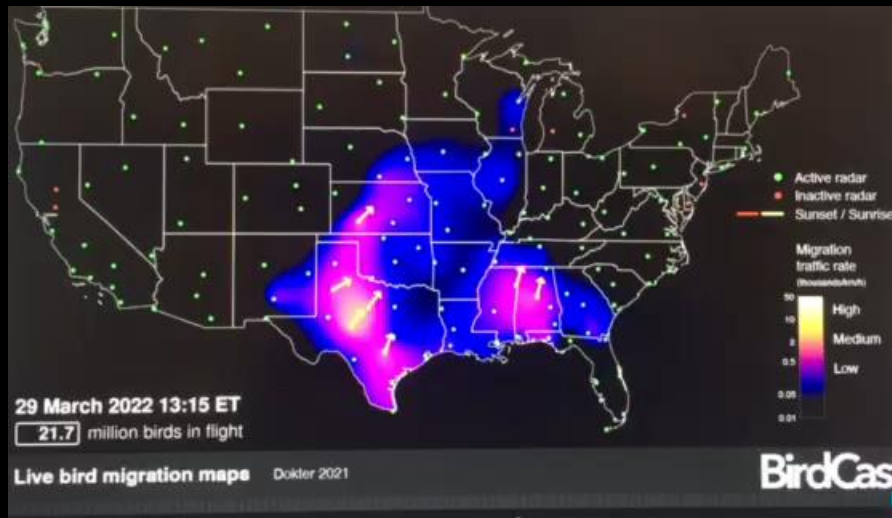 Active radar
Inactive radar
Sunset / Sunrise
Migration
traffic rate
(thousands/km/h)
50
High
10
Medium
2
0.5
Low
0.05
0.01
29 March 2022 13:15 ET
21.7 million birds in flight
Live bird migration maps Dokter 2021
BirdCas